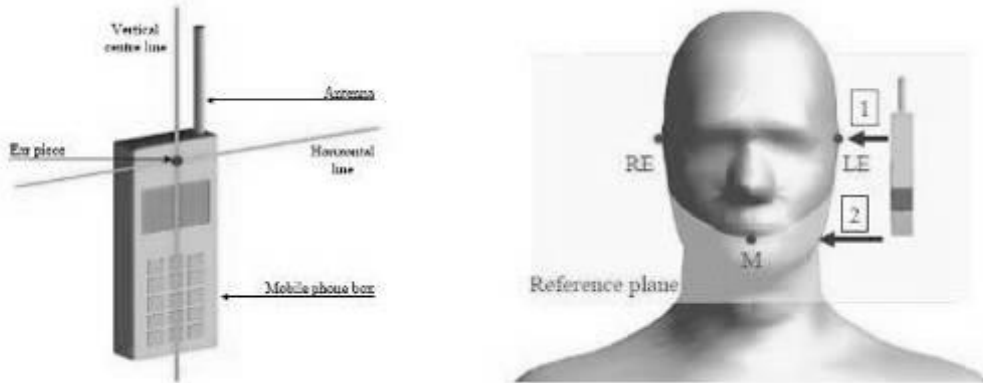 Vertical
centre line
Antenna
Ear piece
Horizontal
line
Mobile phone box
1
RE
LE
2
M
Reference plane